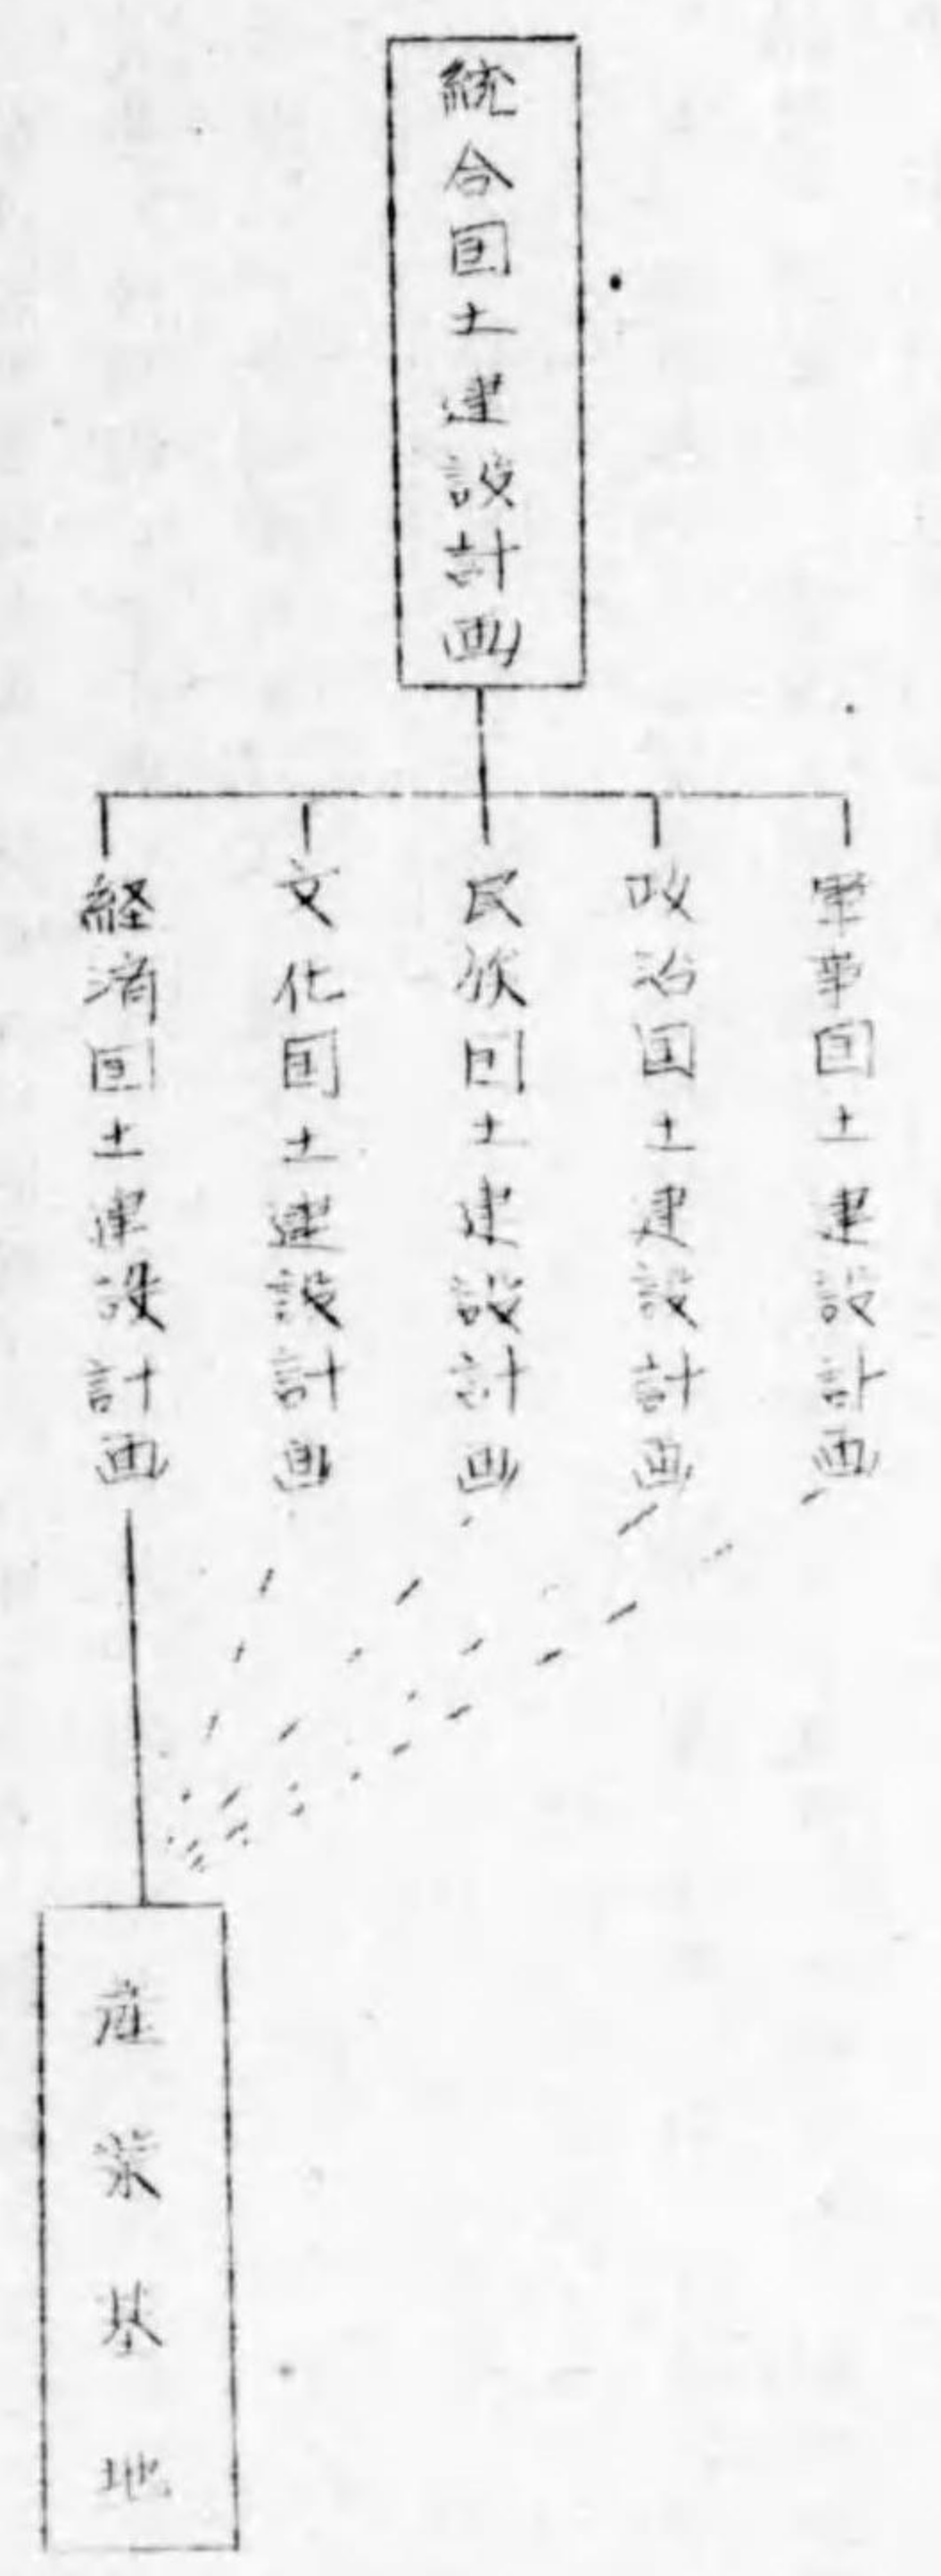 統合国土建設計画
軍事国土建設計画
政治国土建設計画
民族国土建設計画
文化国土建設計画
経済国土建設計画
産業基地